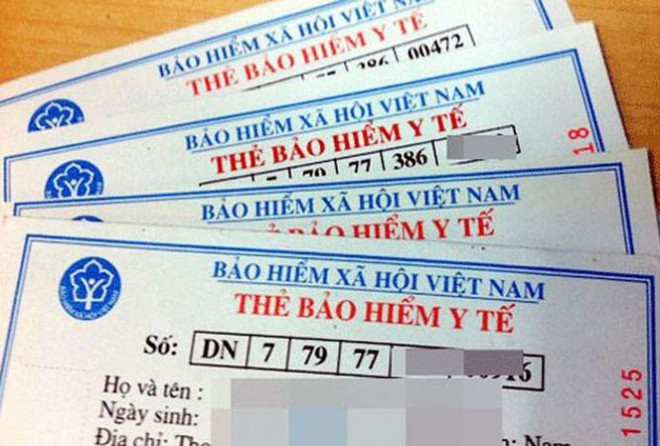 BẢO HIỂM XÃ HỘI VIỆT NAM
THẺ BẢO HIỂM Y TẾ
77 386 00472
BẢO HIỂM XÃ HỘI VIỆT NAM
THẺ BẢO HIỂM Y TẾ
79 77 386
18
BẢO HIỂM XÃ HỘI VIỆT NAM
THẺ BẢO HIỂM Y TẾ
BẢO HIỂM XÃ HỘI VIỆT NAM
THẺ BẢO HIỂM Y TẾ
Số: DN 7 79 77
Họ và tên :
Ngày sinh:
Nam
Địa chỉ:
1525